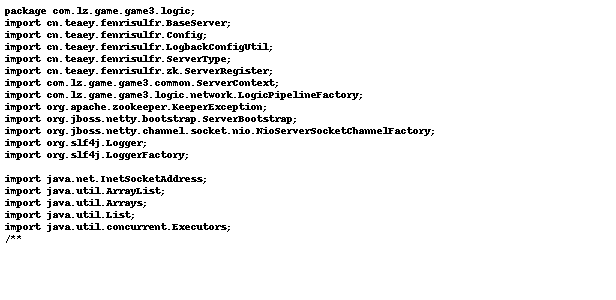 package com.lz.game.game3.logic;
import cn.teaey.fenrisulfr.BaseServer;
import cn.teaey.fenrisulfr.Config;
import cn.teaey.fenrisulfr.LogbackConfigUtil;
import cn.teaey.fenrisulfr.ServerType;
import cn.teaey.fenrisulfr.zk.ServerRegister;
import com.lz.game.game3.common.ServerContext;
import com.lz.game.game3.logic.network.LogicPipelineFactory;
import org.apache.zookeeper.KeeperException;
import org.jboss.netty.bootstrap.ServerBootstrap;
import org.jboss.netty.channel.socket.nio.NioServerSocketChannelFactory;
import org.slf4j.Logger;
import org.slf4j.LoggerFactory;

import java.net.InetSocketAddress;
import java.util.ArrayList;
import java.util.Arrays;
import java.util.List;
import java.util.concurrent.Executors;
/**